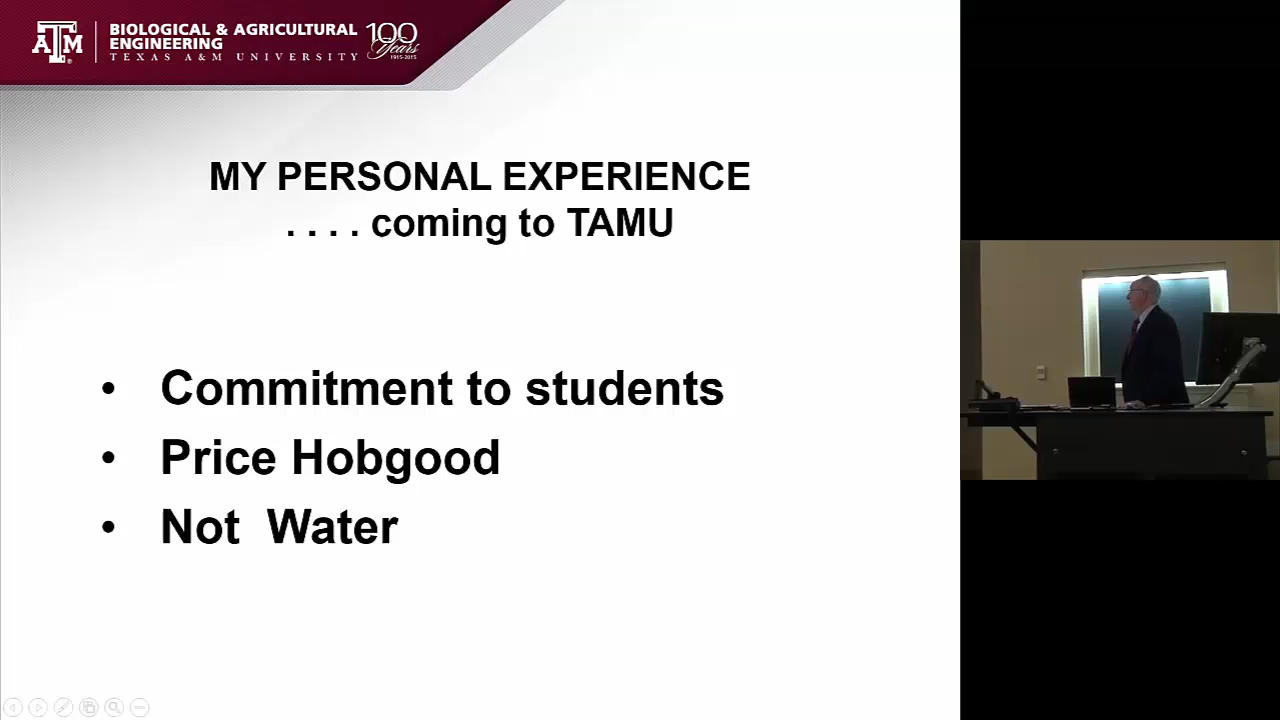 ĀM BIOLOGICAL & AGRICULTURAL
ENGINEERING
TEXAS A&M UNIVERSITY
100
Years
1915-2015
MY PERSONAL EXPERIENCE
. . . . coming to TAMU
• Commitment to students
• Price Hobgood
• Not  Water